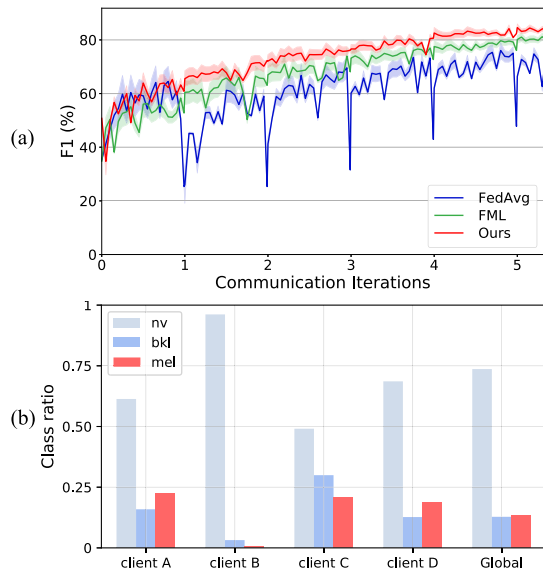 (a)
F1 (%)
80
60
40
20
0
FedAvg
FML
Ours
0 1 2 3 4 5
Communication Iterations
(b)
Class ratio
1
0.75
0.50
0.25
0
nv
bkl
mel
client A client B client C client D Global